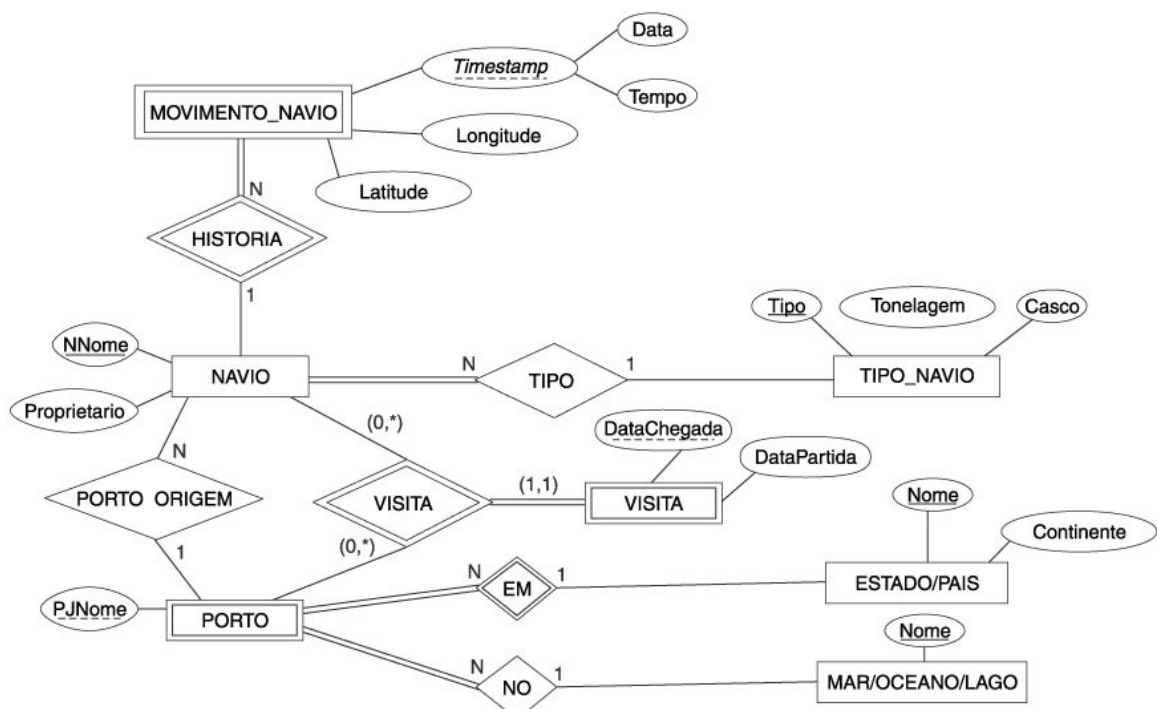 Data
Timestamp
Tempo
MOVIMENTO_NAVIO
Longitude
Latitude
N
HISTORIA
1
Tipo
Tonelagem
Casco
NNome
NAVIO
N
TIPO
1
TIPO_NAVIO
Proprietario
(0,*)
DataChegada
DataPartida
N
PORTO ORIGEM
VISITA
(1,1)
VISITA
Nome
Continente
1
(0,*)
N
EM
1
ESTADO/PAIS
PJNome
PORTO
Nome
N
NO
1
MAR/OCEANO/LAGO